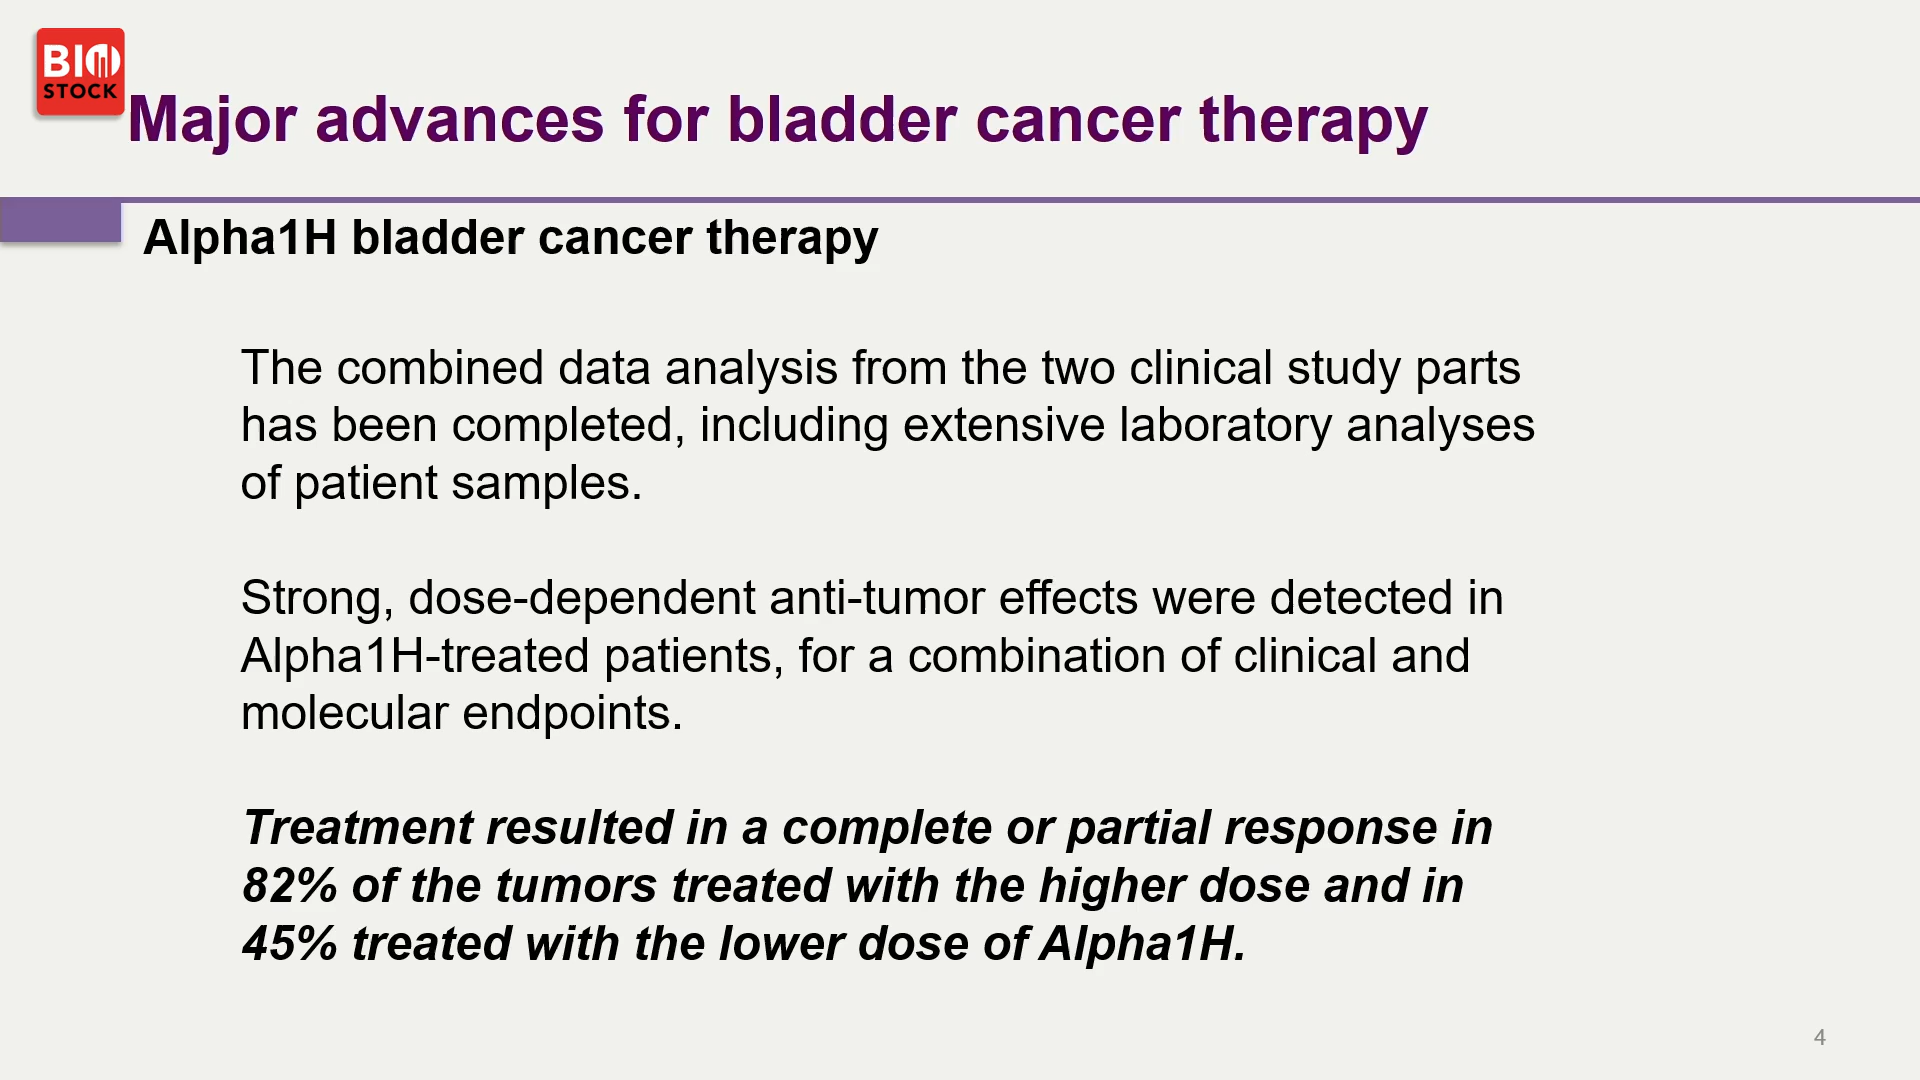 BIO
STOCK
Major advances for bladder cancer therapy
Alpha1H bladder cancer therapy
The combined data analysis from the two clinical study parts
has been completed, including extensive laboratory analyses
of patient samples.
Strong, dose-dependent anti-tumor effects were detected in
Alpha1H-treated patients, for a combination of clinical and
molecular endpoints.
Treatment resulted in a complete or partial response in
82% of the tumors treated with the higher dose and in
45% treated with the lower dose of Alpha1H.
4